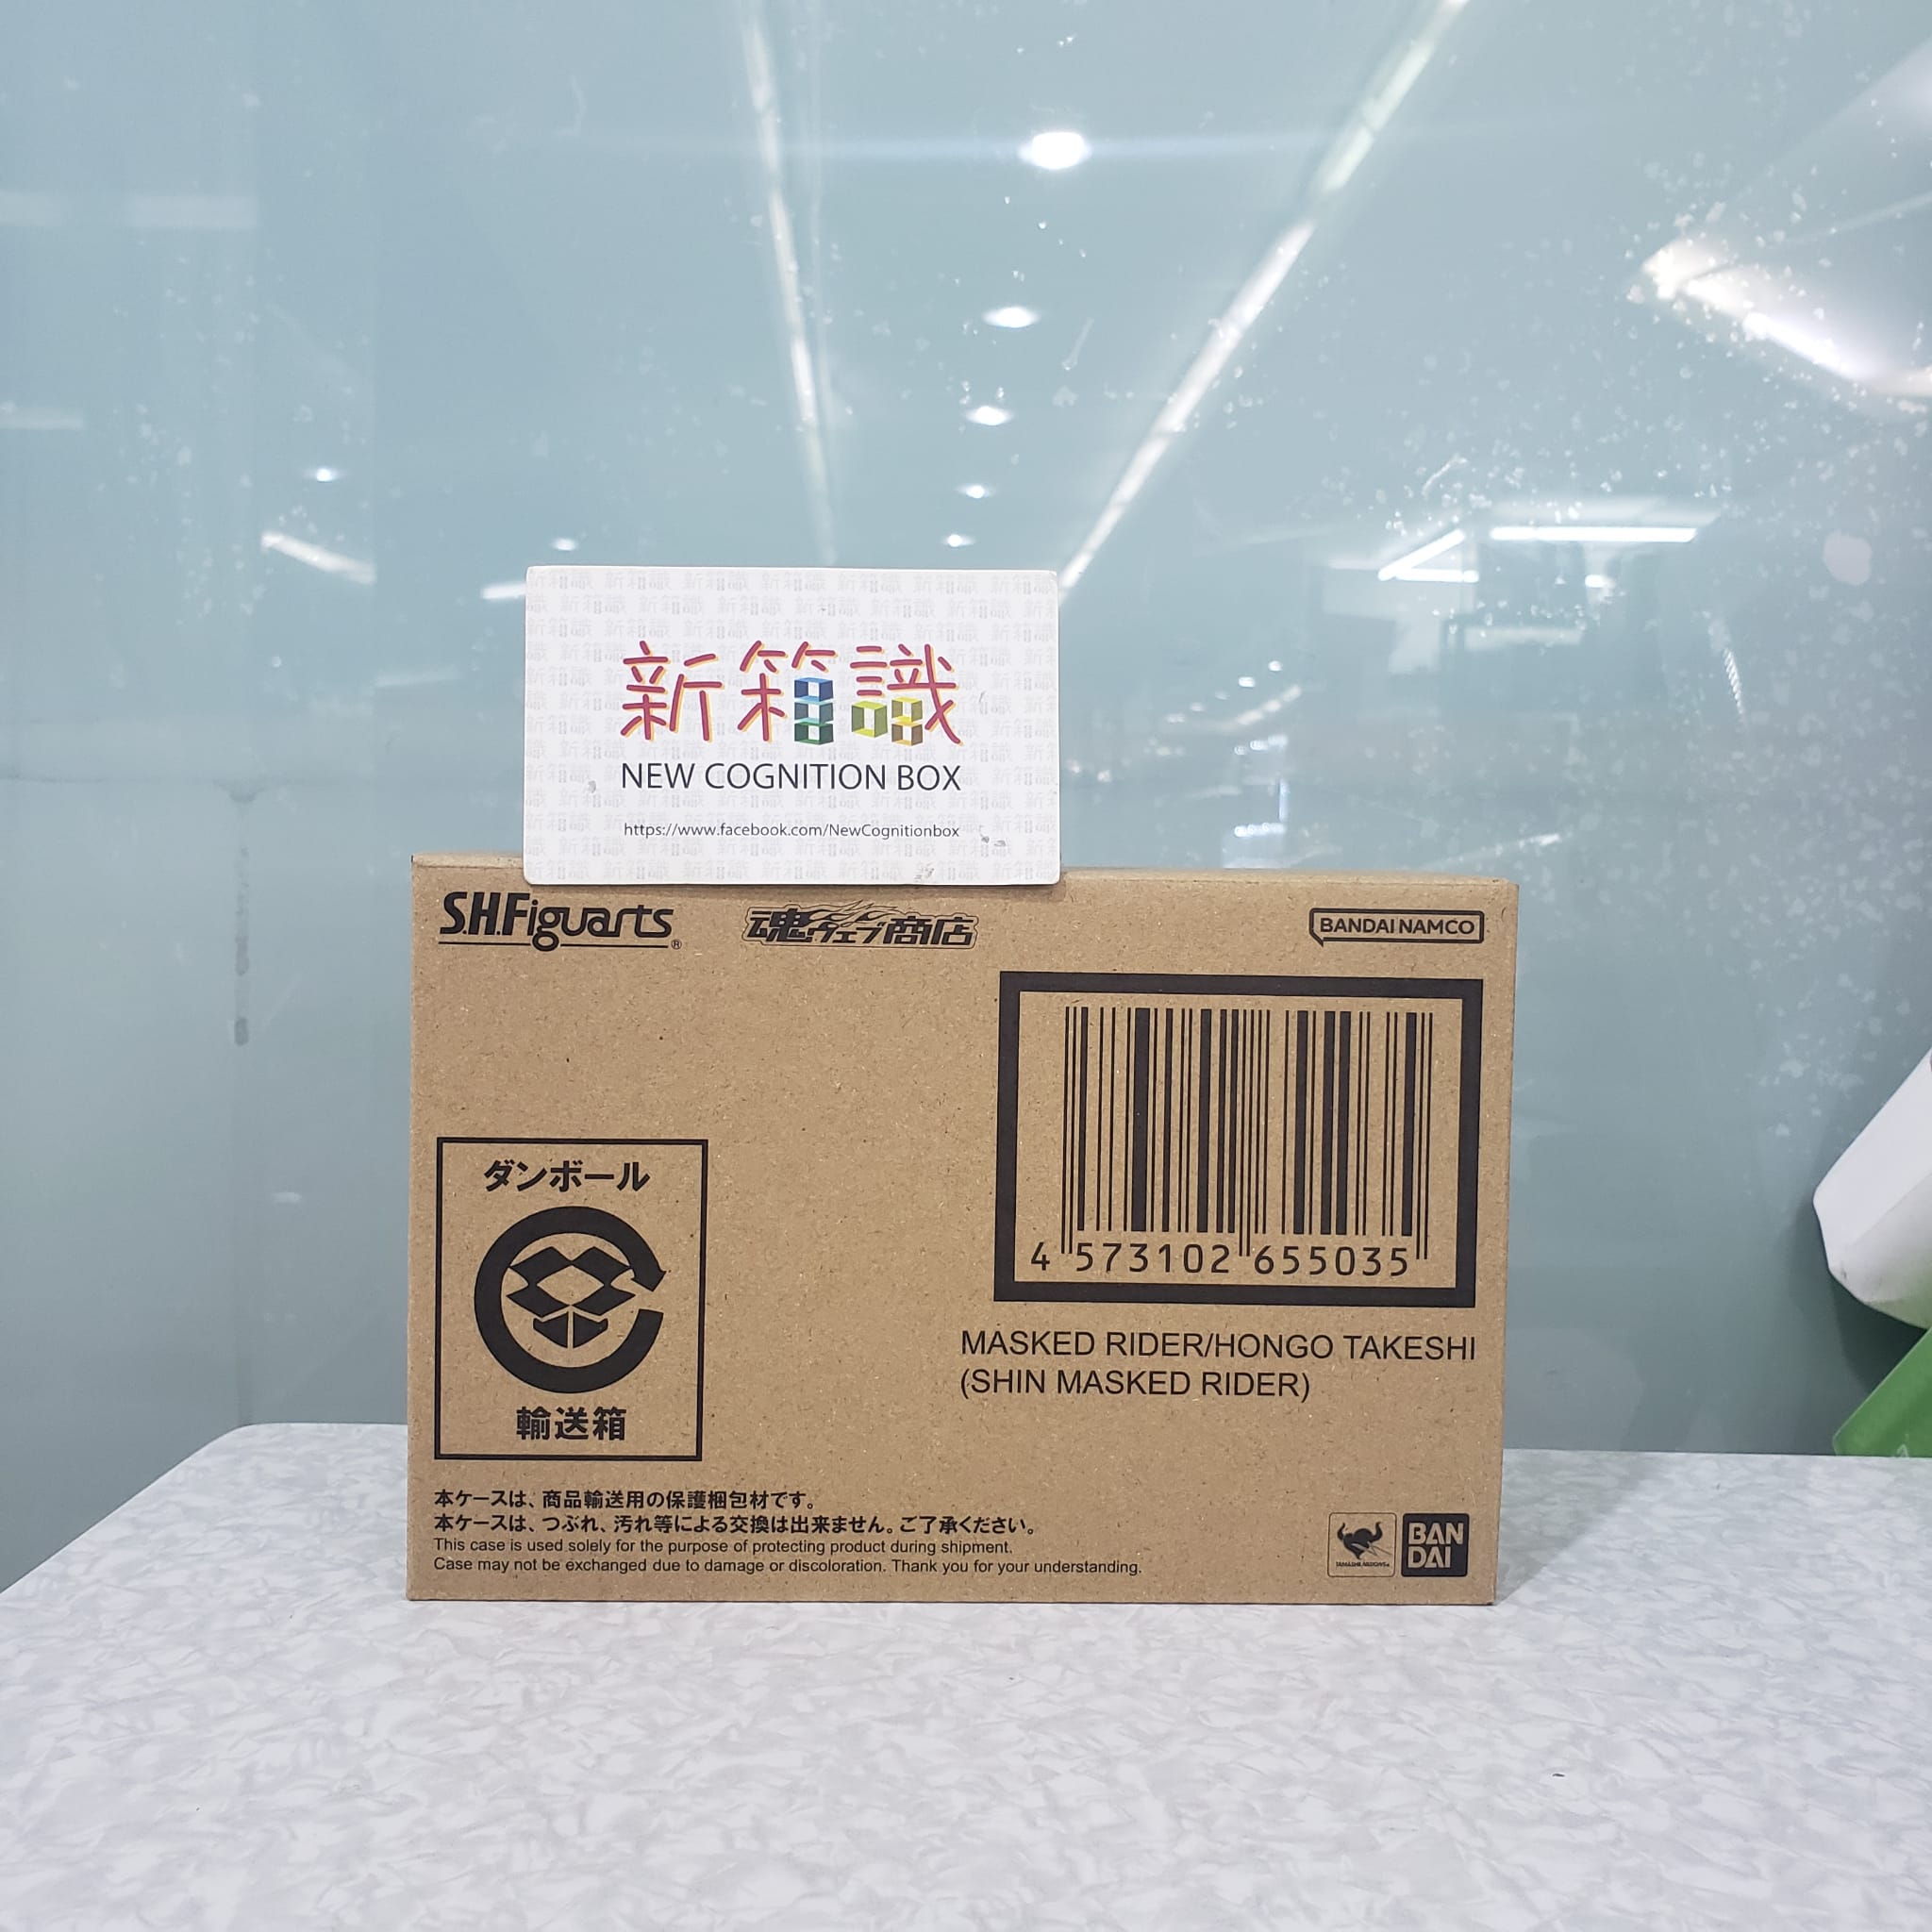 新箱識
NEW COGNITION BOX
https://www.facebook.com/NewCognitionbox
S.H.Figuarts®
魂ウェブ商店
BANDAI NAMCO
4 573102 655035
MASKED RIDER/HONGO TAKESHI
(SHIN MASKED RIDER)
ダンボール
輸送箱
本ケースは、商品輸送用の保護梱包材です。
本ケースは、つぶれ、汚れ等による交換は出来ません。ご了承ください。
This case is used solely for the purpose of protecting product during shipment.
Case may not be exchanged due to damage or discoloration. Thank you for your understanding.
TAMASHII NATIONS
BAN
DAI